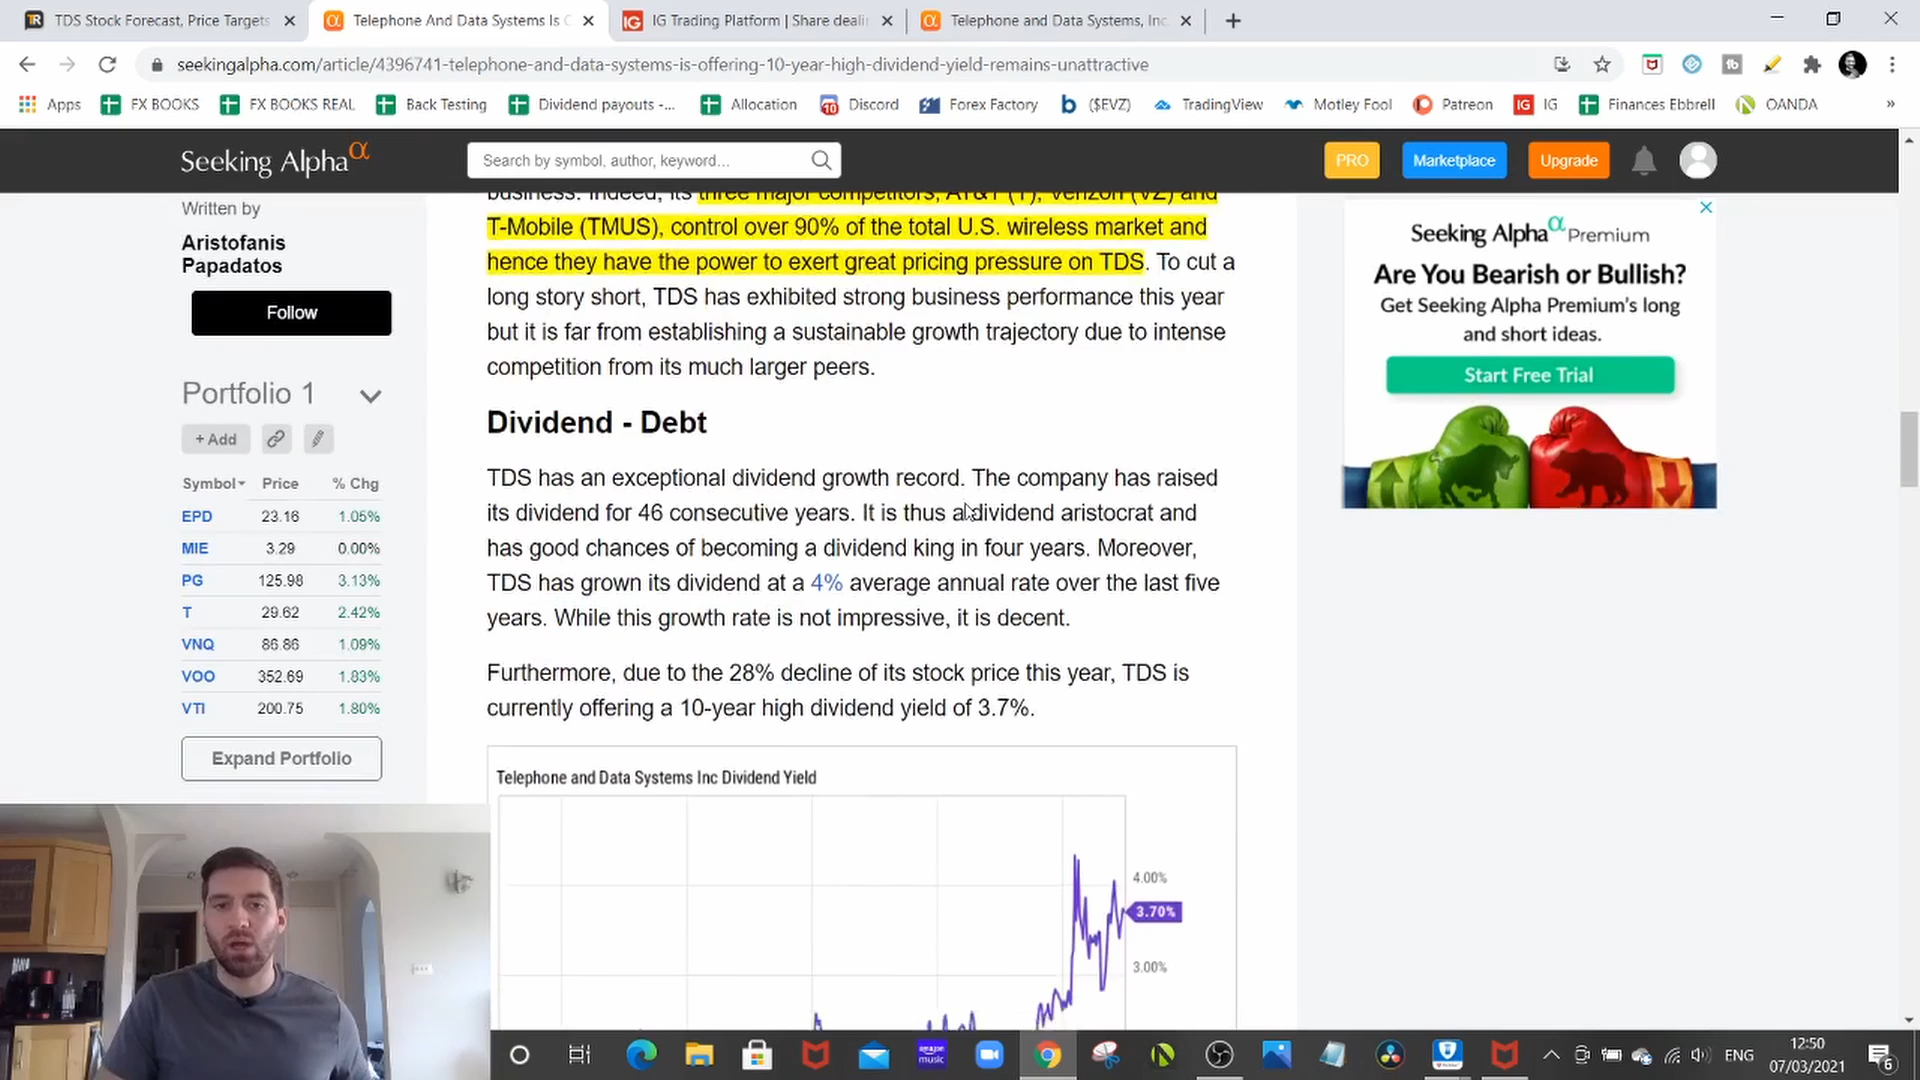 TDS Stock Forecast, Price Targets
Telephone And Data Systems Is O
IG Trading Platform | Share deali
Telephone and Data Systems, Inc.
seekingalpha.com/article/4396741-telephone-and-data-systems-is-offering-10-year-high-dividend-yield-remains-unattractive
Apps
FX BOOKS
FX BOOKS REAL
Back Testing
Dividend payouts -...
Allocation
Discord
Forex Factory
($EVZ)
TradingView
Motley Fool
Patreon
IG
Finances Ebbrell
OANDA
»
Seeking Alpha α
Search by symbol, author, keyword...
PRO
Marketplace
Upgrade
Written by
Aristofanis
Papadatos
Follow
Portfolio 1
+ Add
Symbol Price % Chg
EPD 23.16 1.05%
MIE 3.29 0.00%
PG 125.98 3.13%
T 29.62 2.42%
VNQ 86.86 1.09%
VOO 352.69 1.83%
VTI 200.75 1.80%
Expand Portfolio
business. Indeed, its three major competitors, AT&T (T), Verizon (VZ) and
T-Mobile (TMUS), control over 90% of the total U.S. wireless market and
hence they have the power to exert great pricing pressure on TDS. To cut a
long story short, TDS has exhibited strong business performance this year
but it is far from establishing a sustainable growth trajectory due to intense
competition from its much larger peers.
Dividend - Debt
TDS has an exceptional dividend growth record. The company has raised
its dividend for 46 consecutive years. It is thus a dividend aristocrat and
has good chances of becoming a dividend king in four years. Moreover,
TDS has grown its dividend at a 4% average annual rate over the last five
years. While this growth rate is not impressive, it is decent.
Furthermore, due to the 28% decline of its stock price this year, TDS is
currently offering a 10-year high dividend yield of 3.7%.
Telephone and Data Systems Inc Dividend Yield
4.00%
3.70%
3.00%
Seeking Alpha α Premium
Are You Bearish or Bullish?
Get Seeking Alpha Premium's long
and short ideas.
Start Free Trial
amazon
music
ENG
12:50
07/03/2021
6